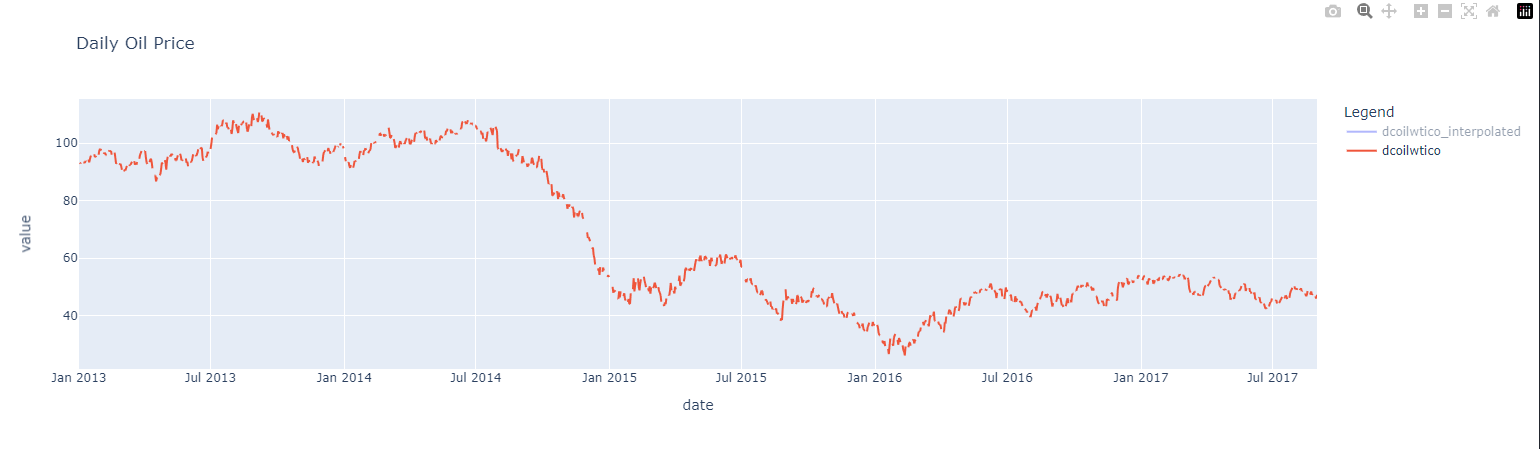 Daily Oil Price
Legend
dcoilwtico_interpolated
dcoilwtico
value
100
80
60
40
Jan 2013
Jul 2013
Jan 2014
Jul 2014
Jan 2015
Jul 2015
Jan 2016
Jul 2016
Jan 2017
Jul 2017
date